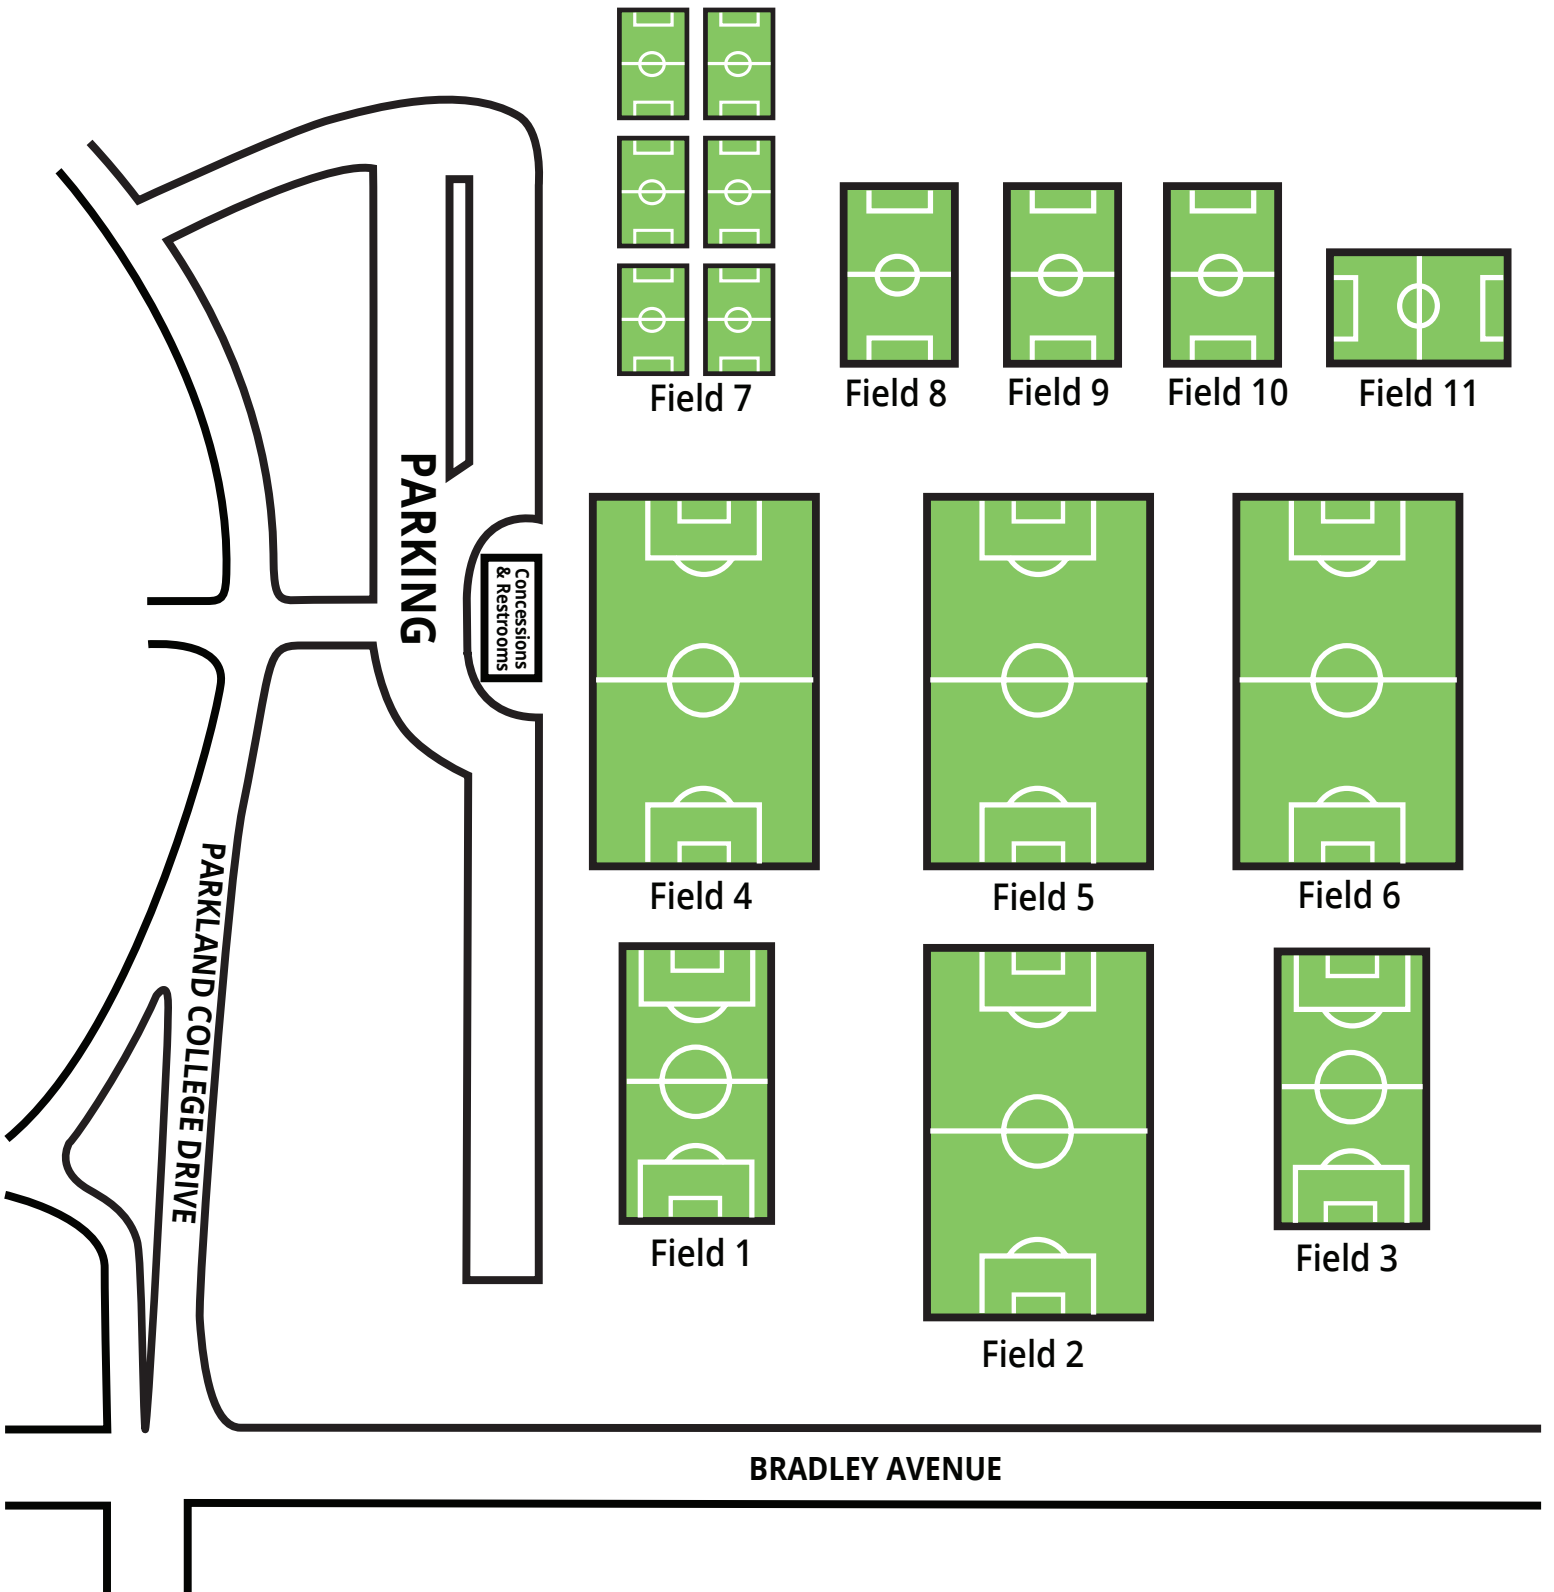 Field 7
Field 8
Field 9
Field 10
Field 11
PARKING
Concessions
& Restrooms
Field 4
Field 5
Field 6
PARKLAND COLLEGE DRIVE
Field 1
Field 2
Field 3
BRADLEY AVENUE